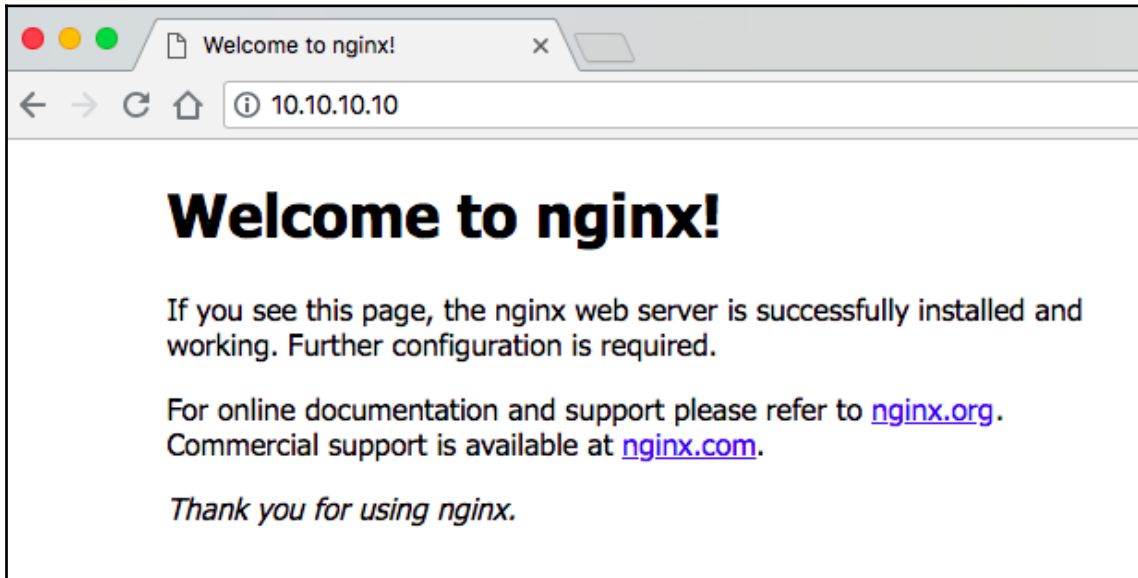 Welcome to nginx!
10.10.10.10
Welcome to nginx!
If you see this page, the nginx web server is successfully installed and
working. Further configuration is required.
For online documentation and support please refer to nginx.org.
Commercial support is available at nginx.com.
Thank you for using nginx.